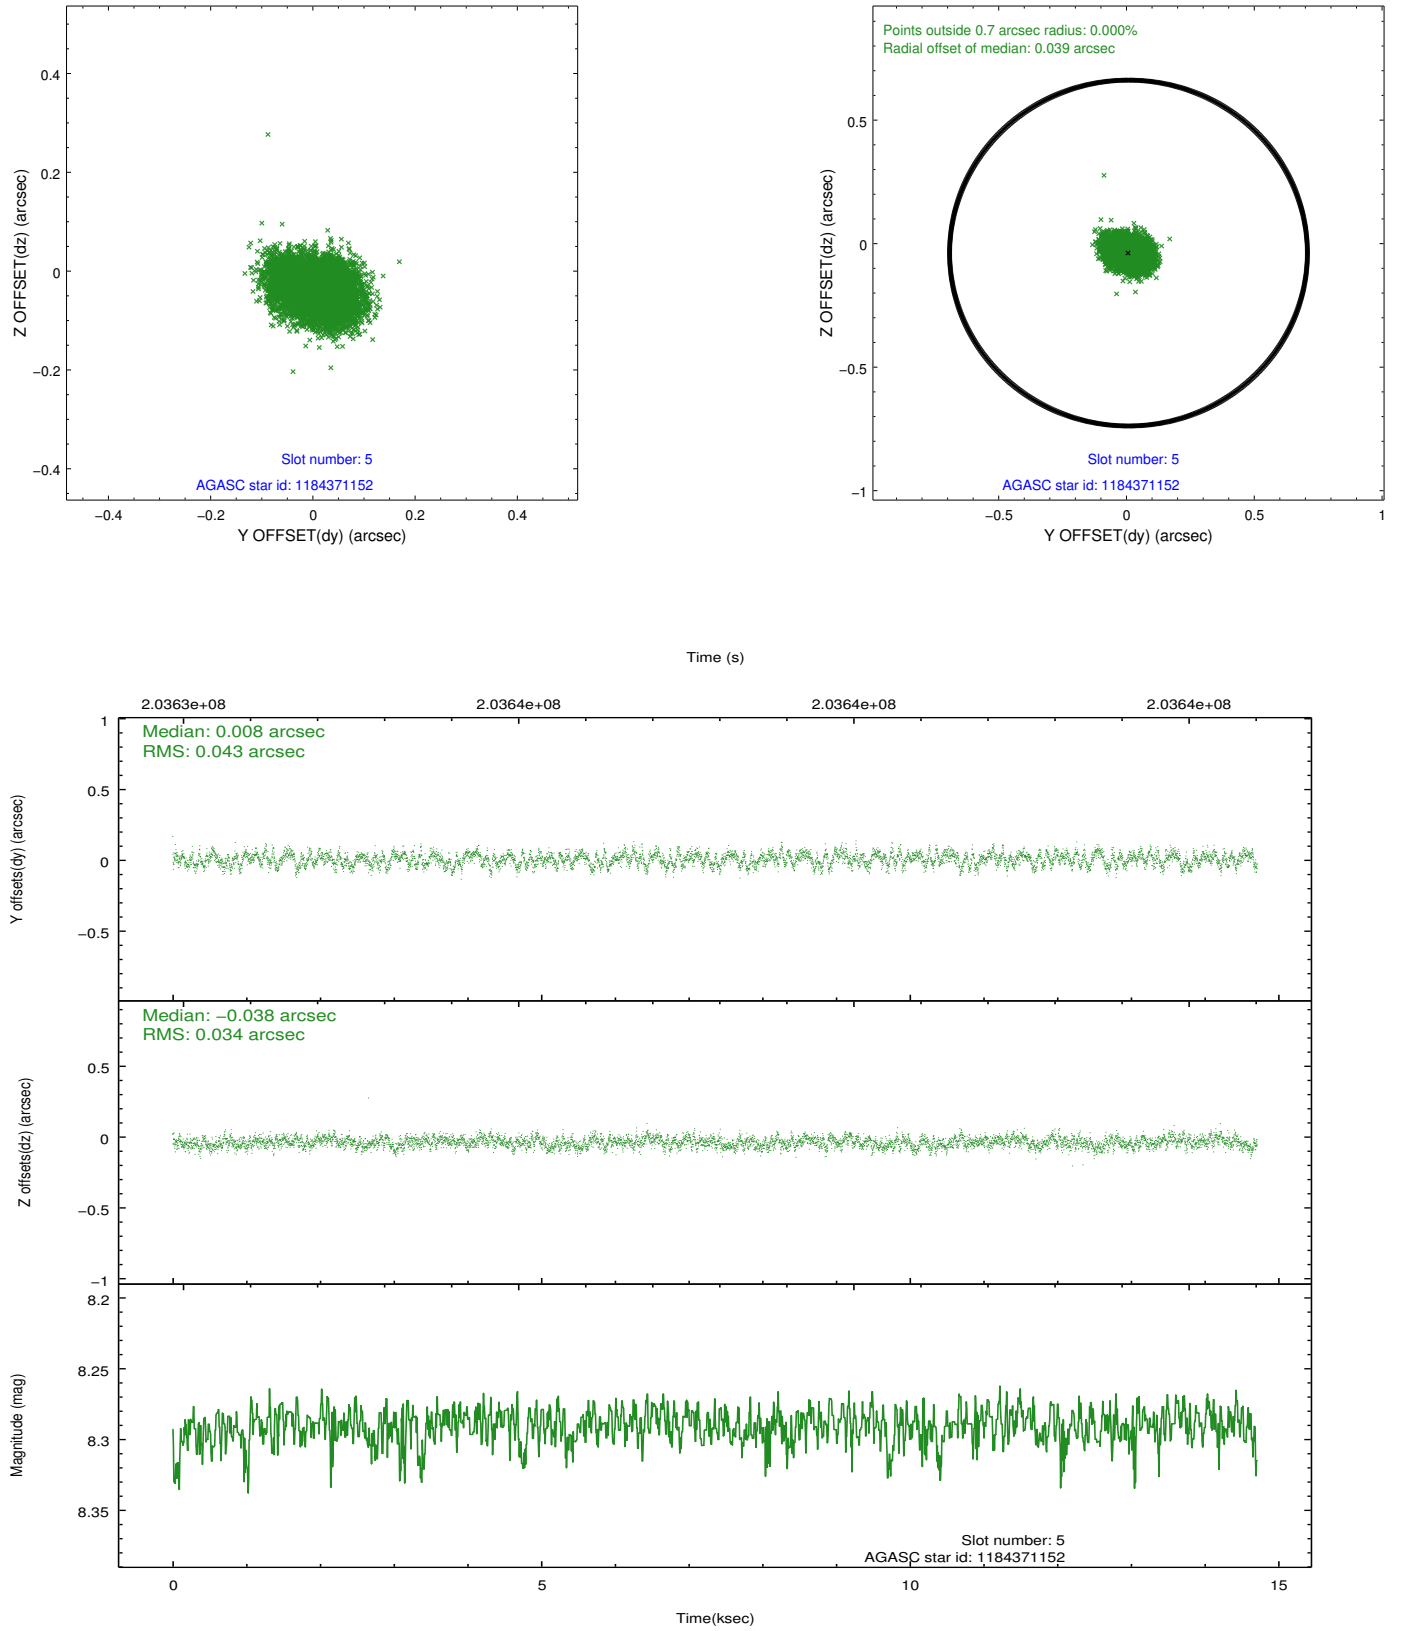 0.4
0.2
0
−0.2
−0.4
Z OFFSET(dz) (arcsec)
Slot number: 5
AGASC star id: 1184371152
−0.4 −0.2 0 0.2 0.4
Y OFFSET(dy) (arcsec)
Points outside 0.7 arcsec radius: 0.000%
Radial offset of median: 0.039 arcsec
0.5
0
−0.5
−1
Z OFFSET(dz) (arcsec)
Slot number: 5
AGASC star id: 1184371152
−0.5 0 0.5 1
Y OFFSET(dy) (arcsec)
Time (s)
2.0363e+08 2.0364e+08 2.0364e+08 2.0364e+08
Median: 0.008 arcsec
RMS: 0.043 arcsec
1
0.5
0
−0.5
Y offsets(dy) (arcsec)
Median: −0.038 arcsec
RMS: 0.034 arcsec
0.5
0
−0.5
−1
Z offsets(dz) (arcsec)
8.2
8.25
8.3
8.35
Magnitude (mag)
Slot number: 5
AGASC star id: 1184371152
0 5 10 15
Time(ksec)